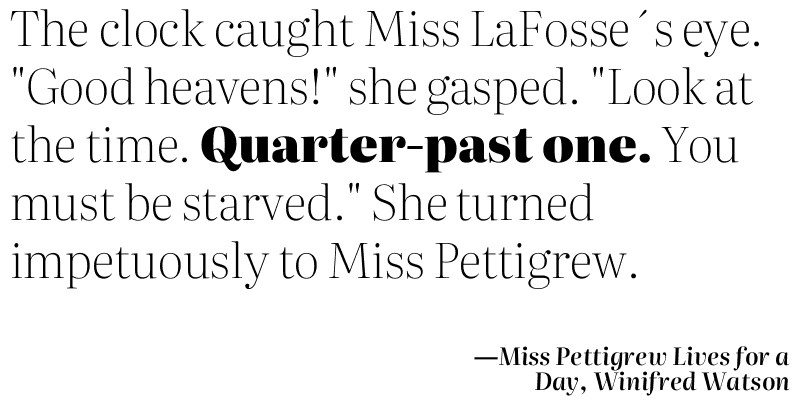 The clock caught Miss LaFosse´s eye.
"Good heavens!" she gasped. "Look at
the time. Quarter-past one. You
must be starved." She turned
impetuously to Miss Pettigrew.
—Miss Pettigrew Lives for a
Day, Winifred Watson